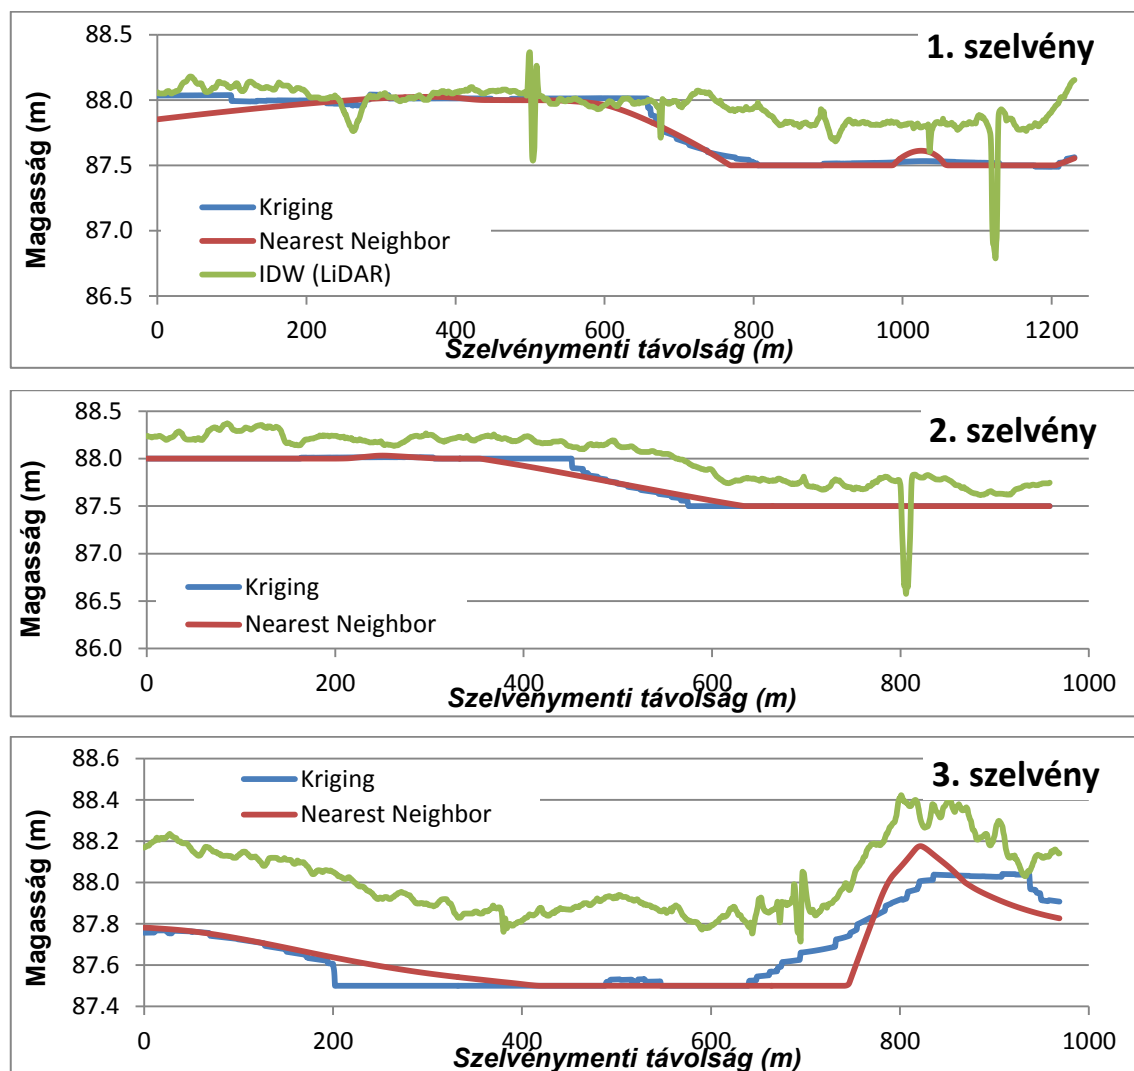 1. szelvény
Magasság (m)
88.5
88.0
87.5
87.0
86.5
Kriging
Nearest Neighbor
IDW (LiDAR)
0 200 400 600 800 1000 1200
Szelvénymenti távolság (m)
2. szelvény
Magasság (m)
88.5
88.0
87.5
87.0
86.5
86.0
Kriging
Nearest Neighbor
0 200 400 600 800 1000
Szelvénymenti távolság (m)
3. szelvény
Magasság (m)
88.6
88.4
88.2
88.0
87.8
87.6
87.4
Kriging
Nearest Neighbor
0 200 400 600 800 1000
Szelvénymenti távolság (m)